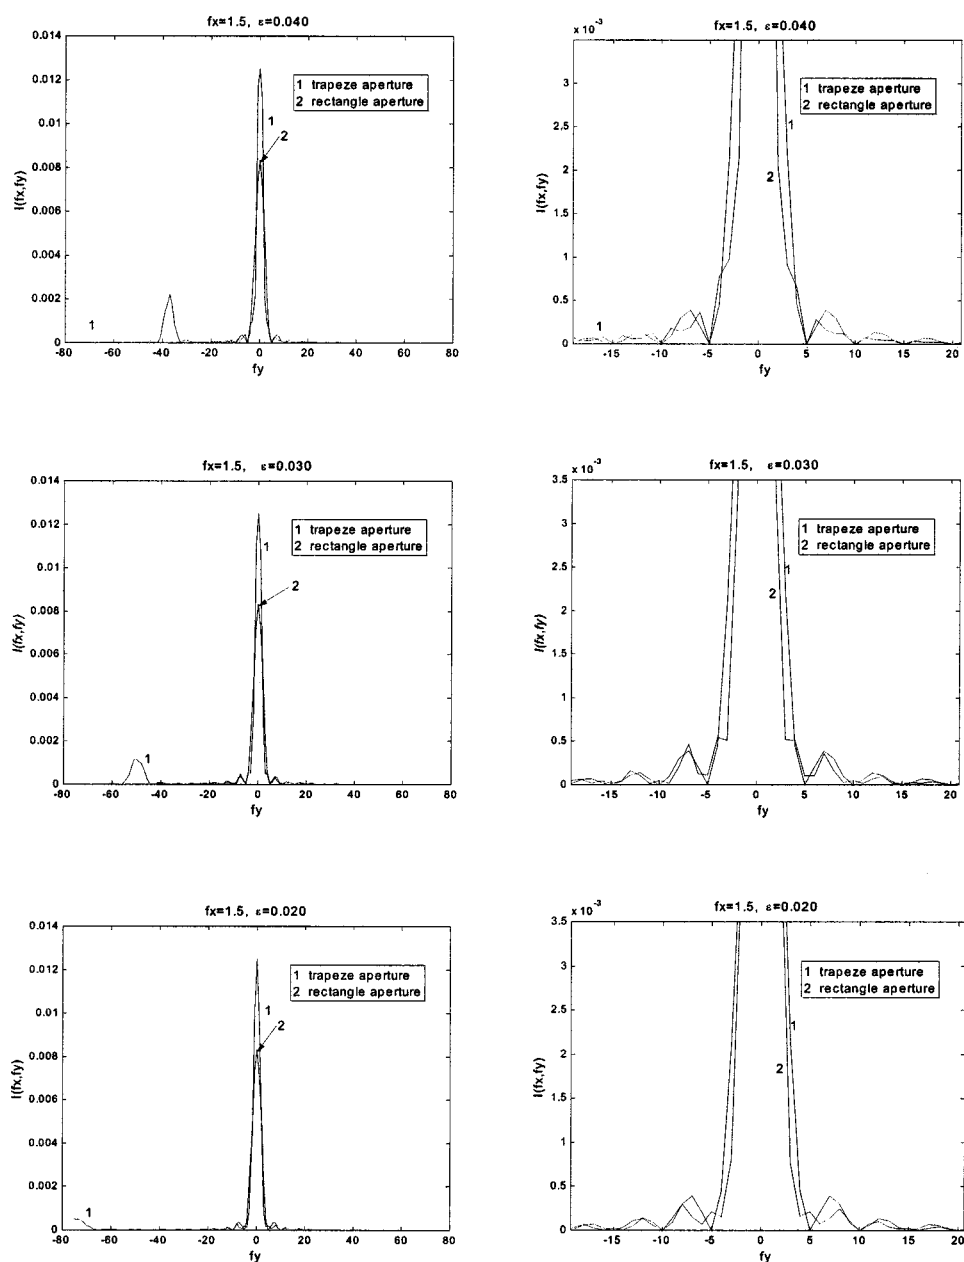 fx=1.5, ε=0.040
0.014
0.012
0.01
0.008
0.006
0.004
0.002
0
I(fx,fy)
1 trapeze aperture
2 rectangle aperture
1
2
1
-80 -60 -40 -20 0 20 40 60 80
fy
fx=1.5, ε=0.040
x 10⁻³
3.5
3
2.5
2
1.5
1
0.5
0
I(fx,fy)
1 trapeze aperture
2 rectangle aperture
1
2
1
-15 -10 -5 0 5 10 15 20
fy
fx=1.5, ε=0.030
0.014
0.012
0.01
0.008
0.006
0.004
0.002
0
I(fx,fy)
1 trapeze aperture
2 rectangle aperture
1
2
1
-80 -60 -40 -20 0 20 40 60 80
fy
fx=1.5, ε=0.030
x 10⁻³
3.5
3
2.5
2
1.5
1
0.5
0
I(fx,fy)
1 trapeze aperture
2 rectangle aperture
1
2
-15 -10 -5 0 5 10 15 20
fy
fx=1.5, ε=0.020
0.014
0.012
0.01
0.008
0.006
0.004
0.002
0
I(fx,fy)
1 trapeze aperture
2 rectangle aperture
1
2
1
-80 -60 -40 -20 0 20 40 60 80
fy
fx=1.5, ε=0.020
x 10⁻³
3.5
3
2.5
2
1.5
1
0.5
0
I(fx,fy)
1 trapeze aperture
2 rectangle aperture
1
2
-15 -10 -5 0 5 10 15 20
fy